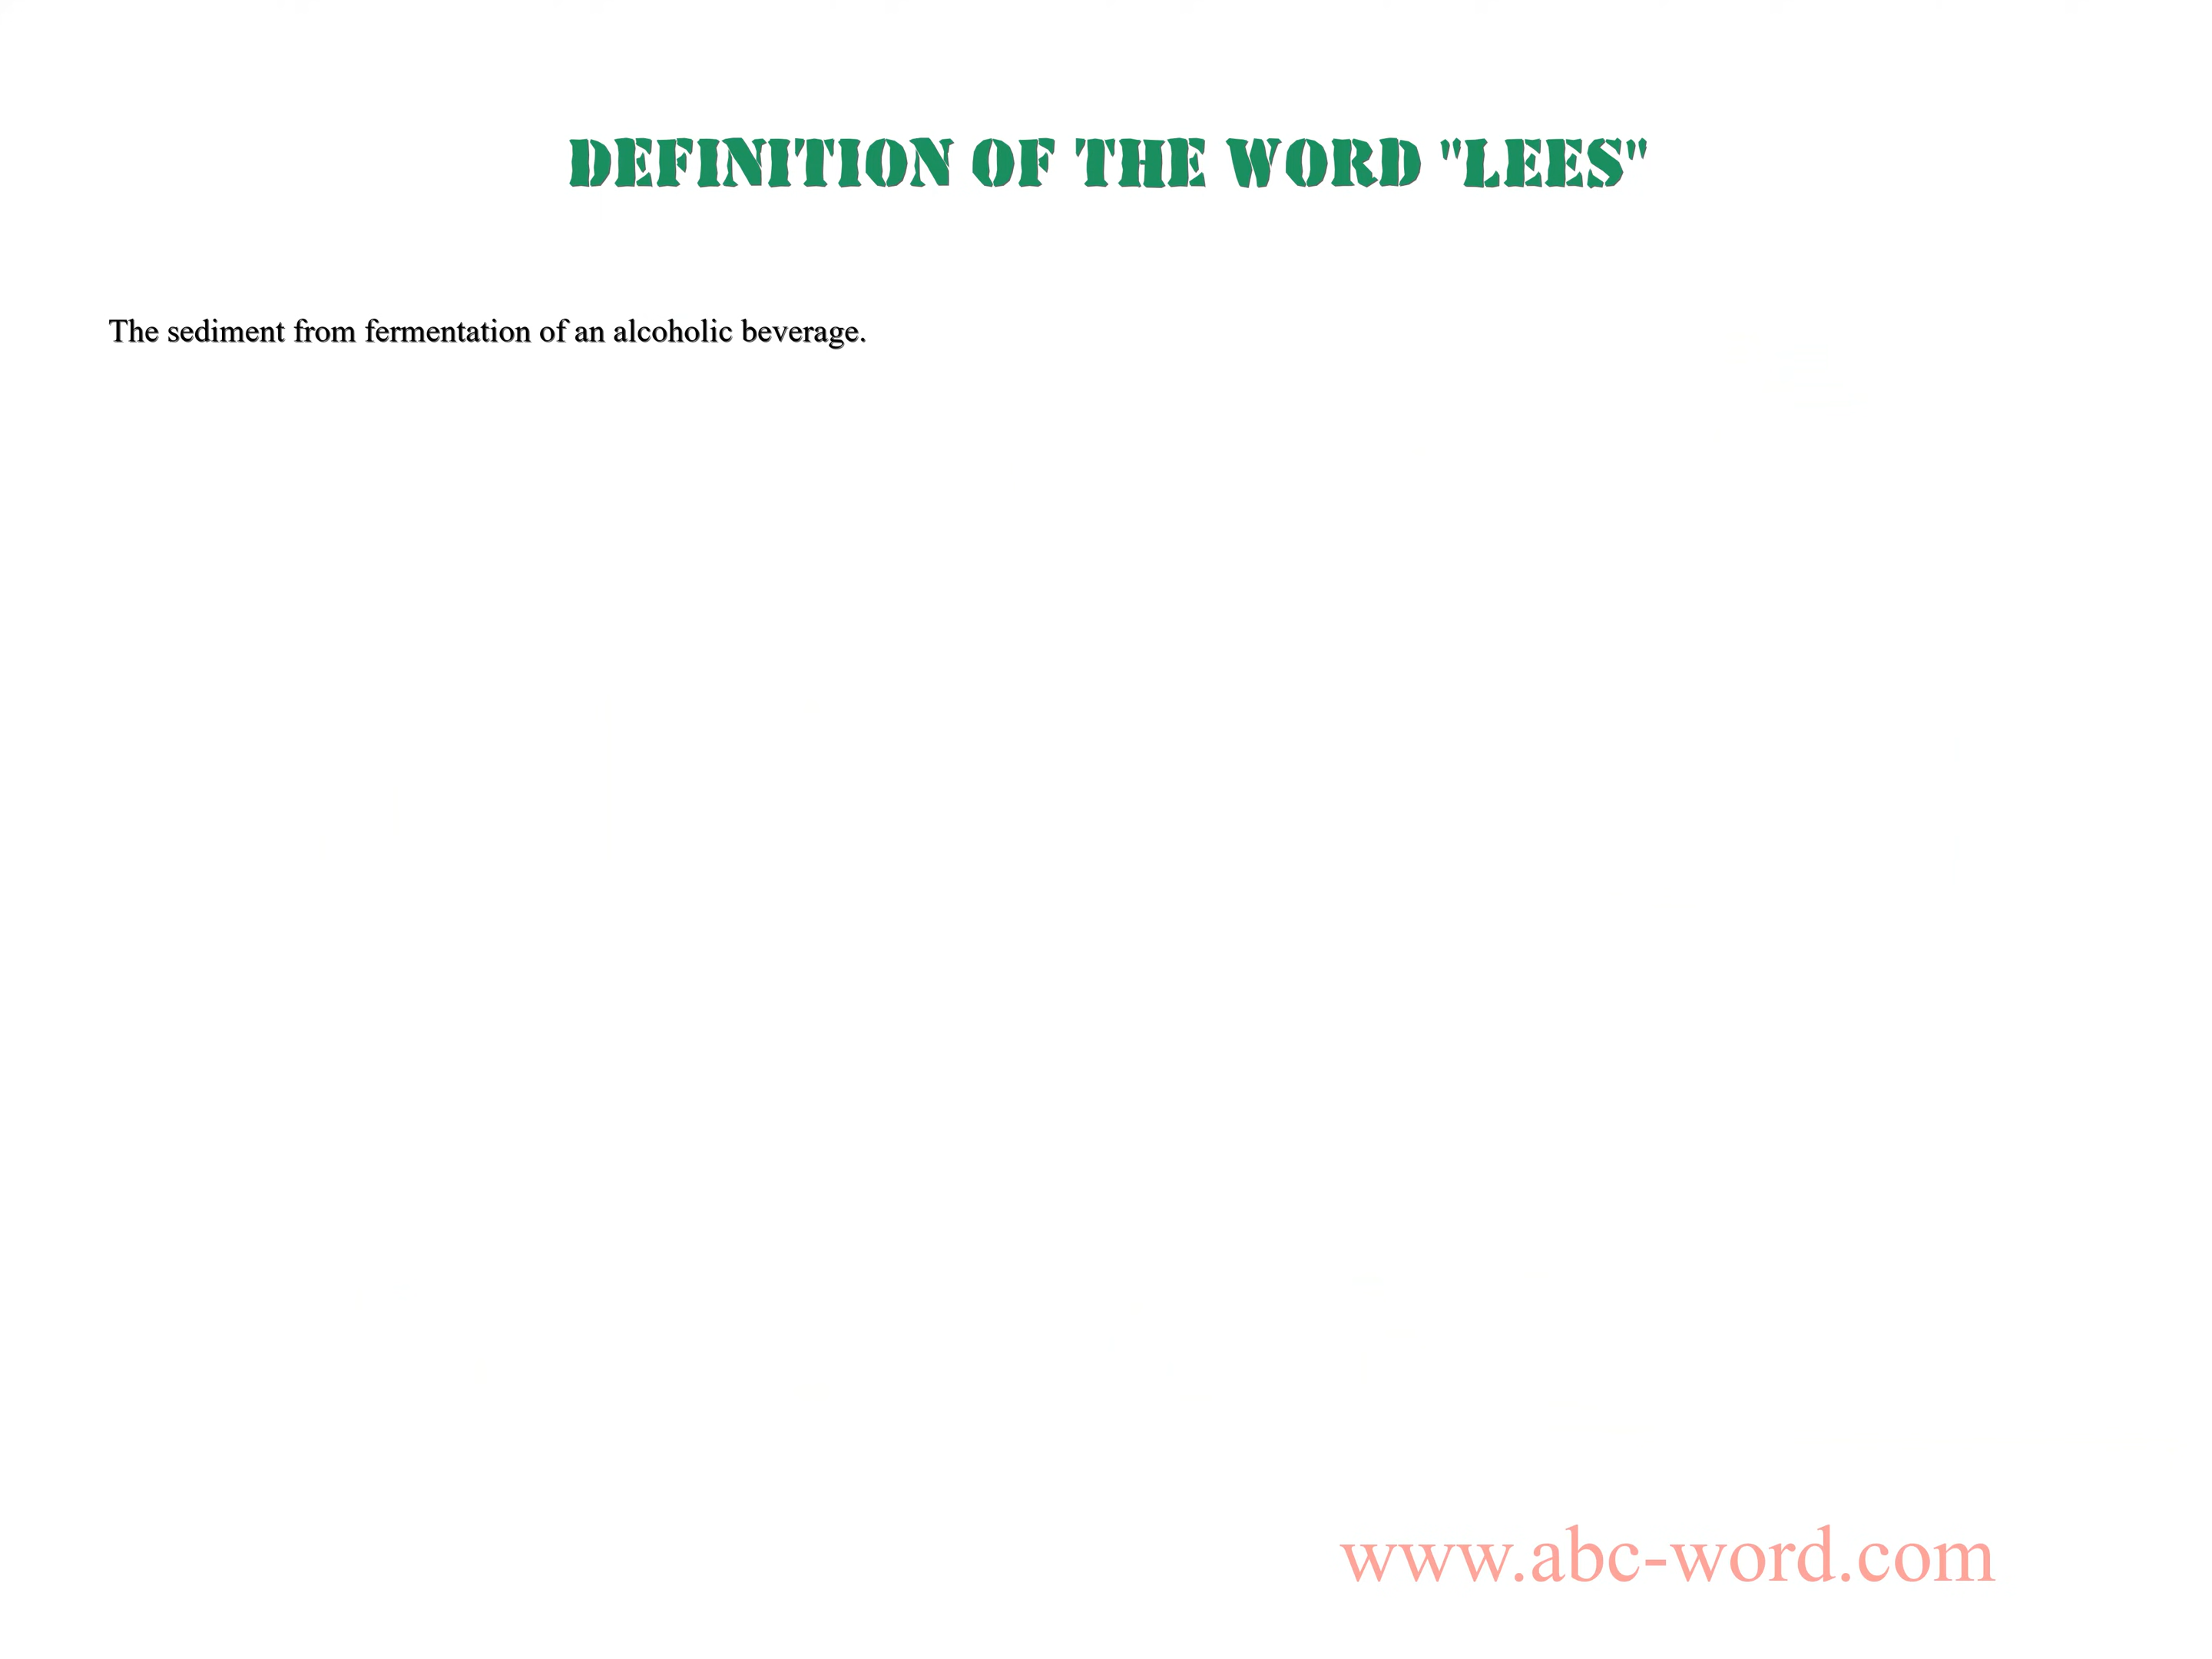 DEFINITION OF THE WORD "LEES"
The sediment from fermentation of an alcoholic beverage.
www.abc-word.com